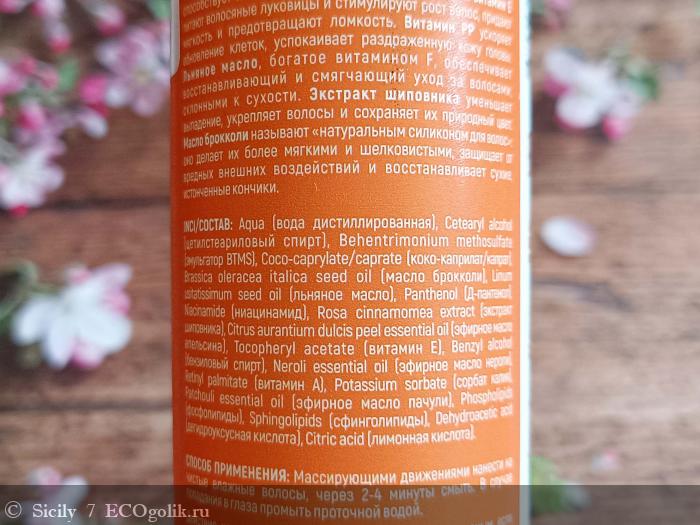 способствует
витамин Е
питают волосяные луковицы и стимулируют рост волос, придают
мягкость и предотвращают ломкость. Витамин РР ускоряет
обновление клеток, успокаивает раздраженную кожу головы.
Льняное масло, богатое витамином F, обеспечивает
восстанавливающий и смягчающий уход за волосами,
склонными к сухости. Экстракт шиповника уменьшает
выпадение, укрепляет волосы и сохраняет их природный цвет.
Масло брокколи называют «натуральным силиконом для волос»:
оно делает их более мягкими и шелковистыми, защищает от
вредных внешних воздействий и восстанавливает сухие,
истонченные кончики.
INCI/СОСТАВ: Aqua (вода дистиллированная), Cetearyl alcohol
(цетилстеариловый спирт), Behentrimonium methosulfate
(эмульгатор BTMS), Coco-caprylate/caprate (коко-каприлат/капрат),
Brassica oleracea italica seed oil (масло брокколи), Linum
usitatissimum seed oil (льняное масло), Panthenol (Д-пантенол),
Niacinamide (ниацинамид), Rosa cinnamomea extract (экстракт
шиповника), Citrus aurantium dulcis peel essential oil (эфирное масло
апельсина), Tocopheryl acetate (витамин Е), Benzyl alcohol
(бензиловый спирт), Neroli essential oil (эфирное масло нероли),
Retinyl palmitate (витамин А), Potassium sorbate (сорбат калия),
Patchouli essential oil (эфирное масло пачули), Phospholipids
(фосфолипиды), Sphingolipids (сфинголипиды), Dehydroacetic acid
(дегидроуксусная кислота), Citric acid (лимонная кислота).
СПОСОБ ПРИМЕНЕНИЯ: Массирующими движениями нанести на
чистые влажные волосы, через 2-4 минуты смыть. В случае
попадания в глаза промыть проточной водой.
© Sicily 7 ECOgolik.ru